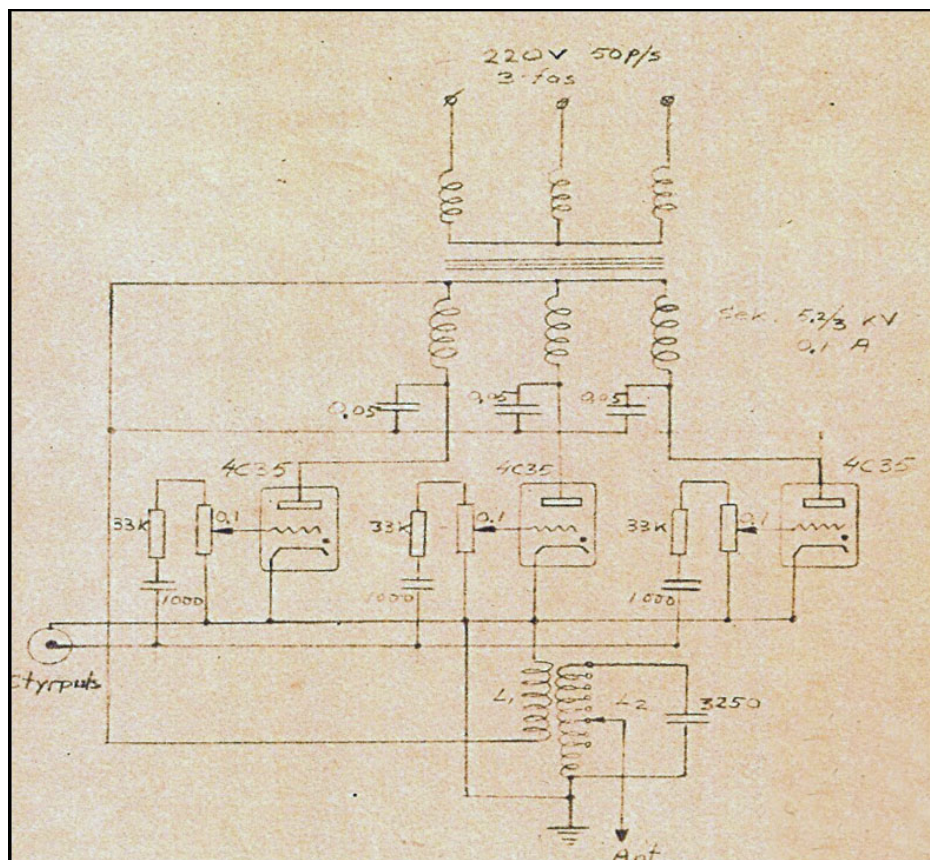 220V 50P/s
3-fas
Sek. 5.2/3 KV
0.1 A
0,05
0,05
0,05
4C35
4C35
4C35
33K
0.1
33K
0.1
33K
0.1
1000
1000
1000
Styrpuls
L1
L2
3250
Ant